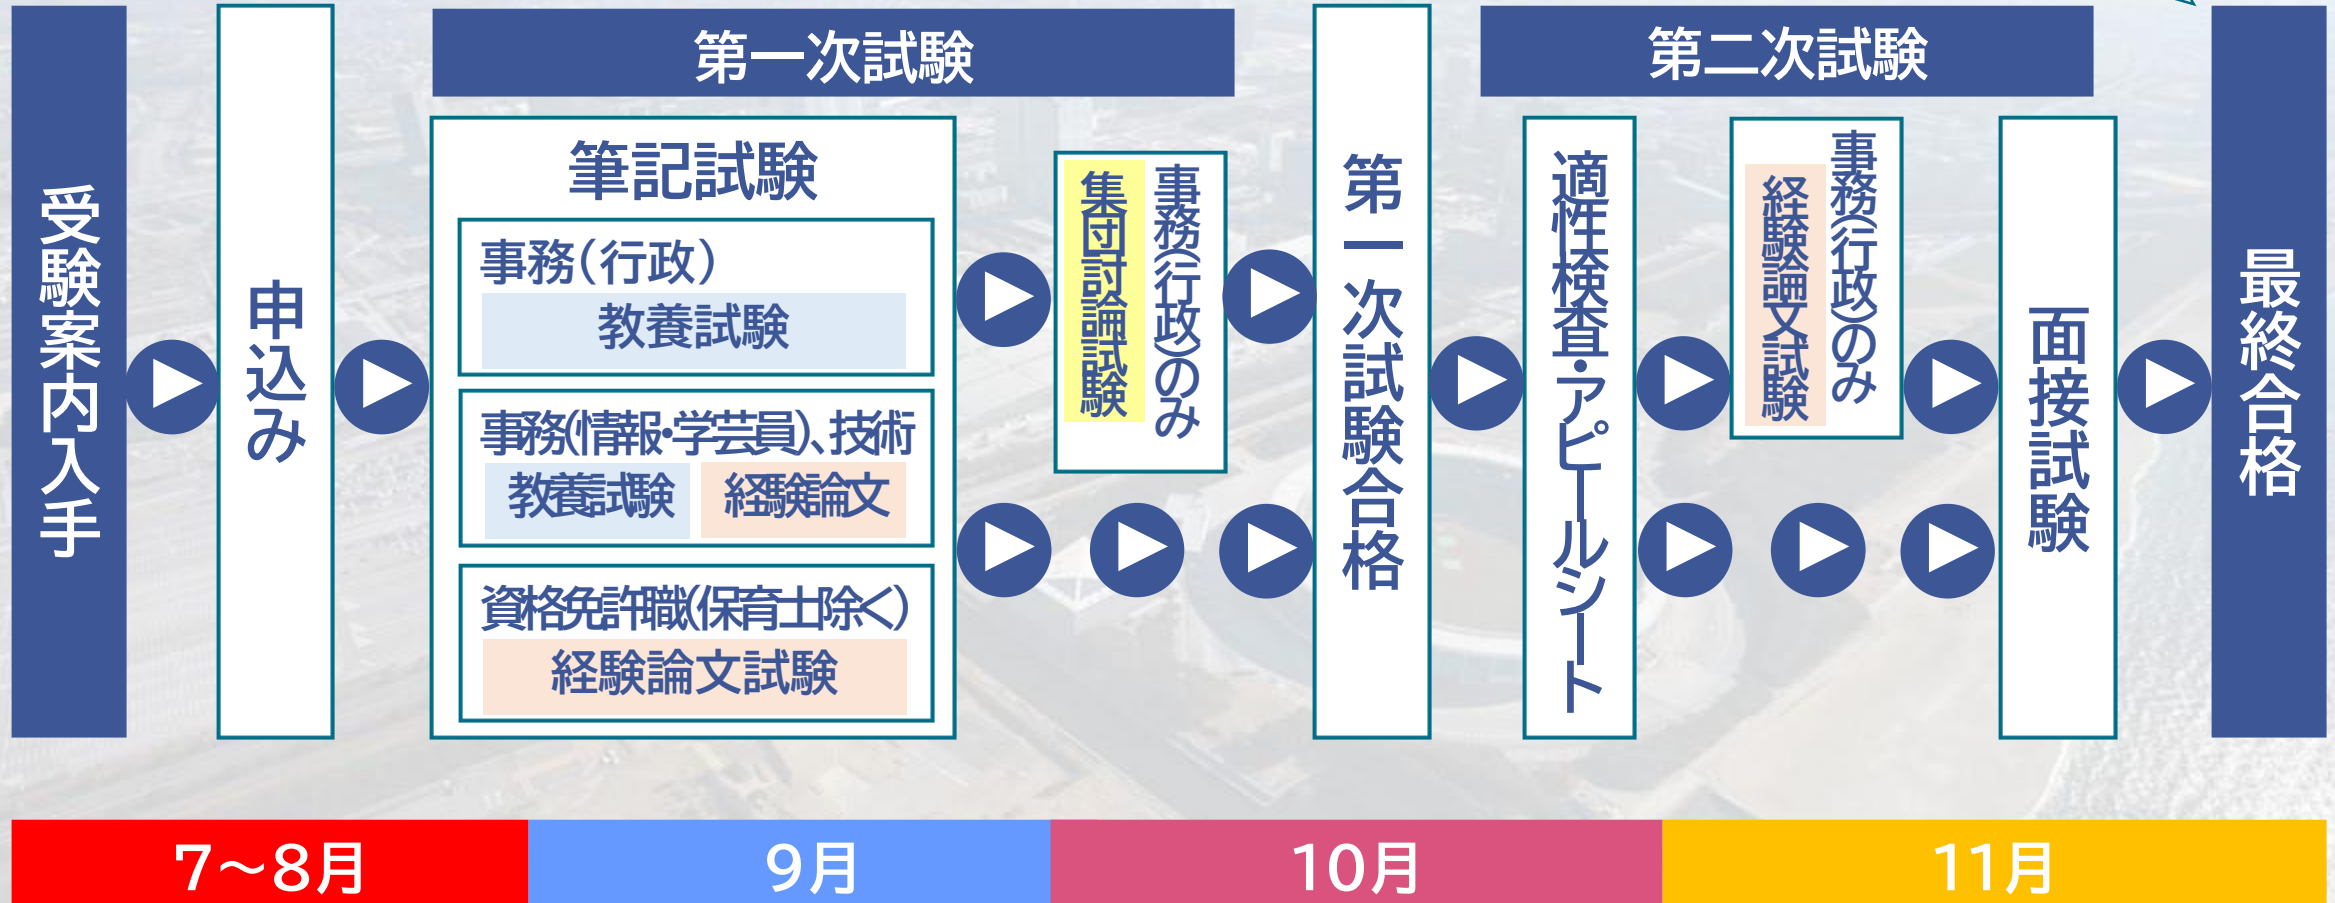 受験案内入手
申込み
第一次試験
筆記試験
事務（行政）
教養試験
事務(情報・学芸員)、技術
教養試験
経験論文
資格免許職(保育士除く)
経験論文試験
事務(行政)のみ
集団討論試験
第一次試験合格
第二次試験
適性検査・アピールシート
事務(行政)のみ
経験論文試験
面接試験
最終合格
7～8月
9月
10月
11月